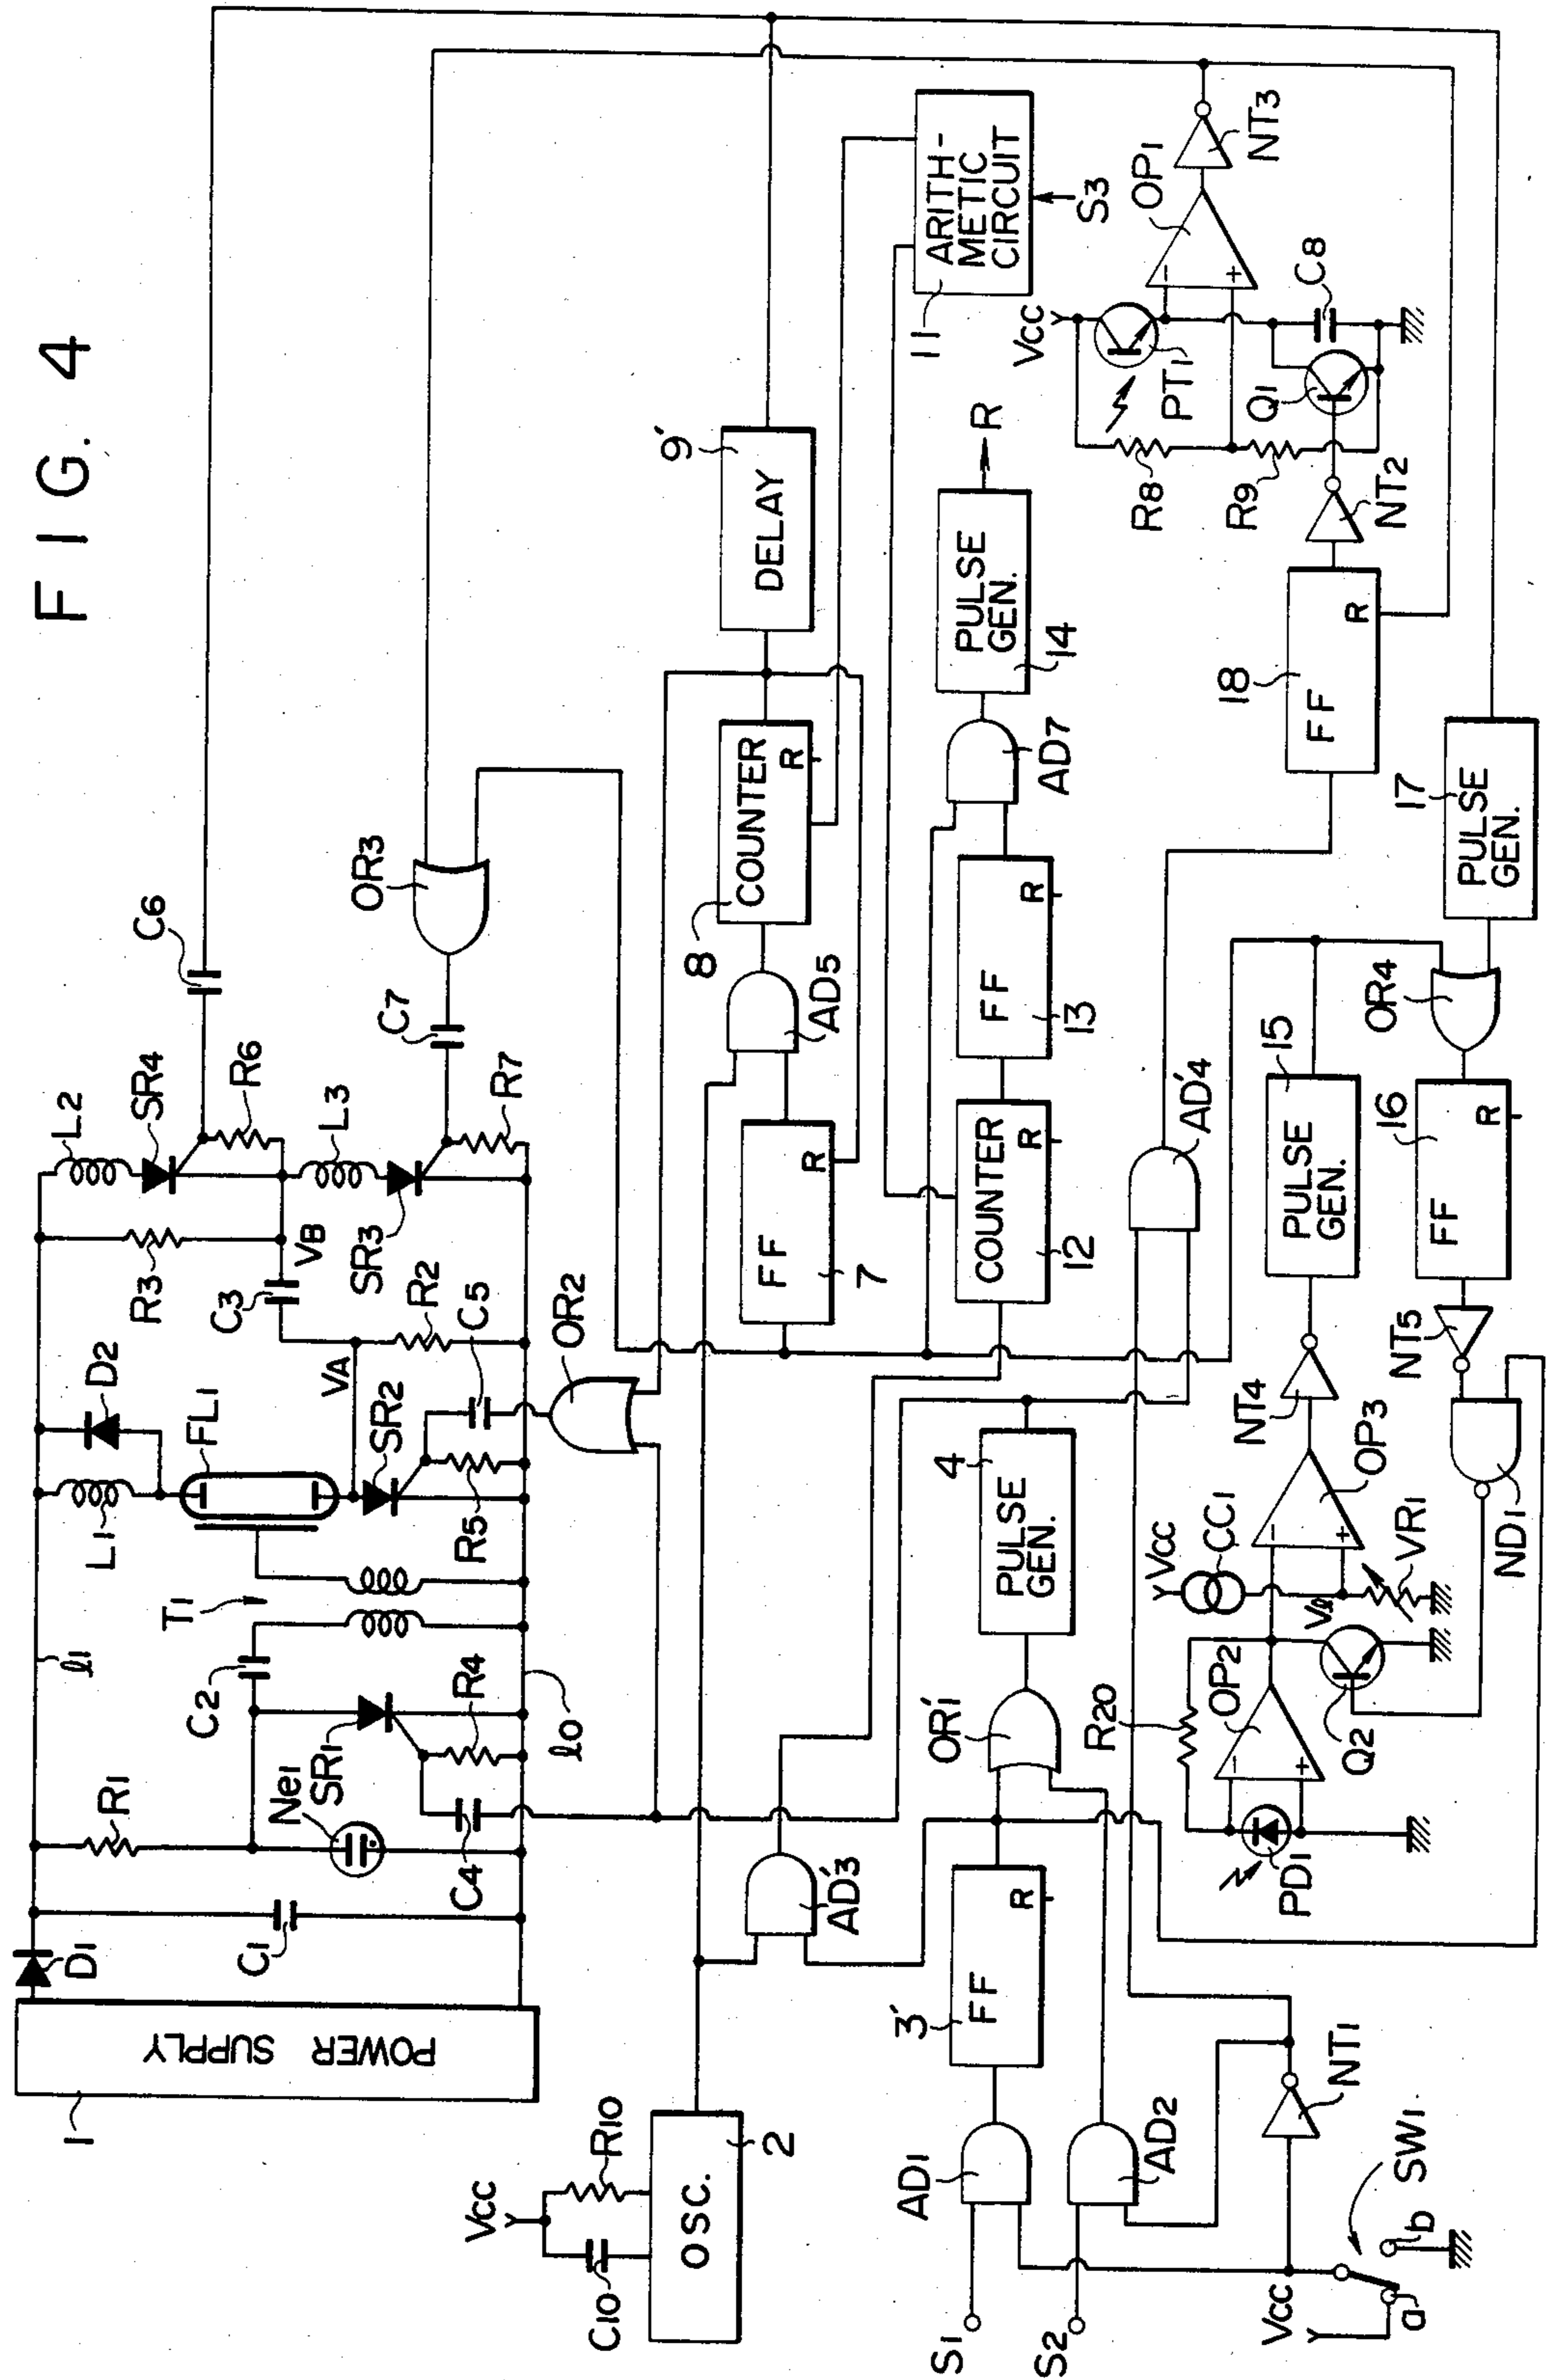 FIG. 4
1
POWER SUPPLY
D1
C1
R1
Ne1
SR1
C4
R4
C2
T1
l1
l0
L1
D2
FL1
VA
SR2
R5
C5
OR2
R2
C3
R3
VB
L2
SR4
R6
L3
SR3
R7
C6
C7
OR3
VCC
C10
R10
OSC.
2
AD'3
FF
7
R
AD5
COUNTER
8
R
DELAY
9'
ARITH-
METIC
CIRCUIT
11
S3
S1
S2
AD1
AD2
FF
3'
R
OR'1
PULSE
GEN.
4
COUNTER
12
R
FF
13
R
AD7
PULSE
GEN.
14
R
VCC
a
b
SW1
NT1
AD'4
FF
18
R
NT2
Q1
R8
R9
VCC
PT1
C8
OP1
NT3
PD1
R20
OP2
Q2
VCC
CC1
Vl
VR1
OP3
NT4
PULSE
GEN.
15
ND1
NT5
FF
16
R
OR4
PULSE
GEN.
17